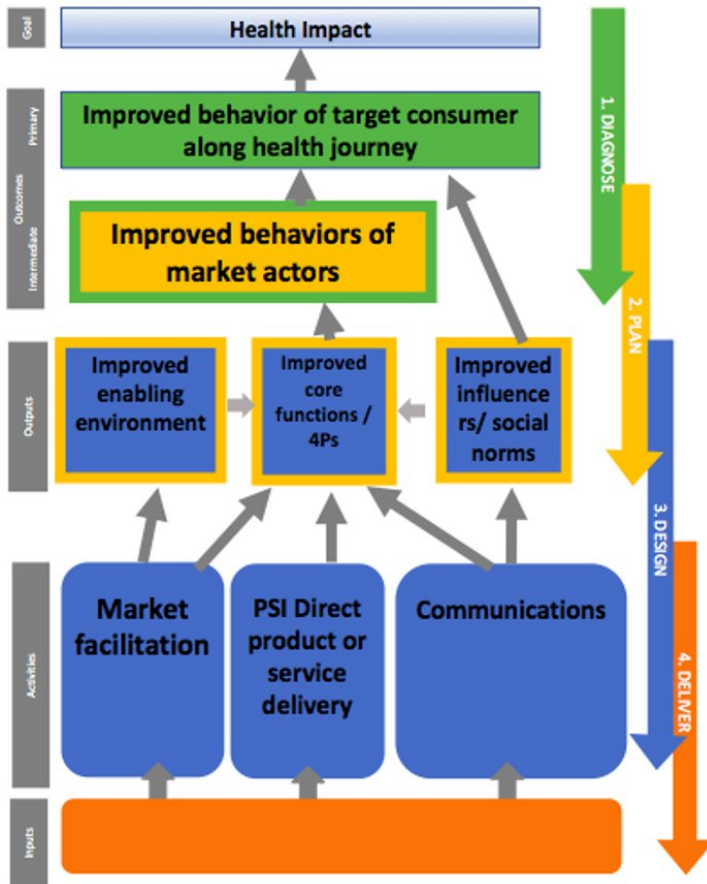 Goal
Health Impact
Primary
Outcomes
Intermediate
Improved behavior of target consumer
along health journey
Improved behaviors of
market actors
Outputs
Improved
enabling
environment
Improved
core
functions /
4Ps
Improved
influence
rs/ social
norms
Activities
Market
facilitation
PSI Direct
product or
service
delivery
Communications
Inputs
1. DIAGNOSE
2. PLAN
3. DESIGN
4. DELIVER